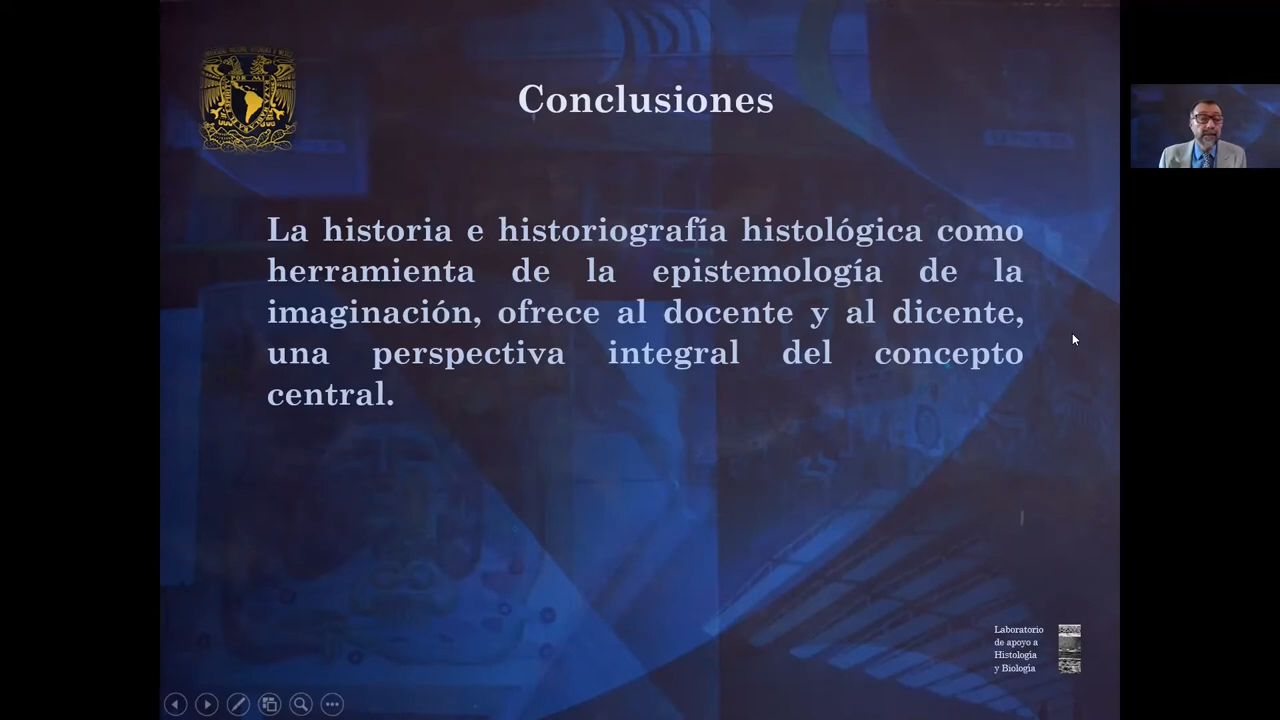 Conclusiones
La historia e historiografía histológica como
herramienta de la epistemología de la
imaginación, ofrece al docente y al dicente,
una perspectiva integral del concepto
central.
Laboratorio
de apoyo a
Histología
y Biología